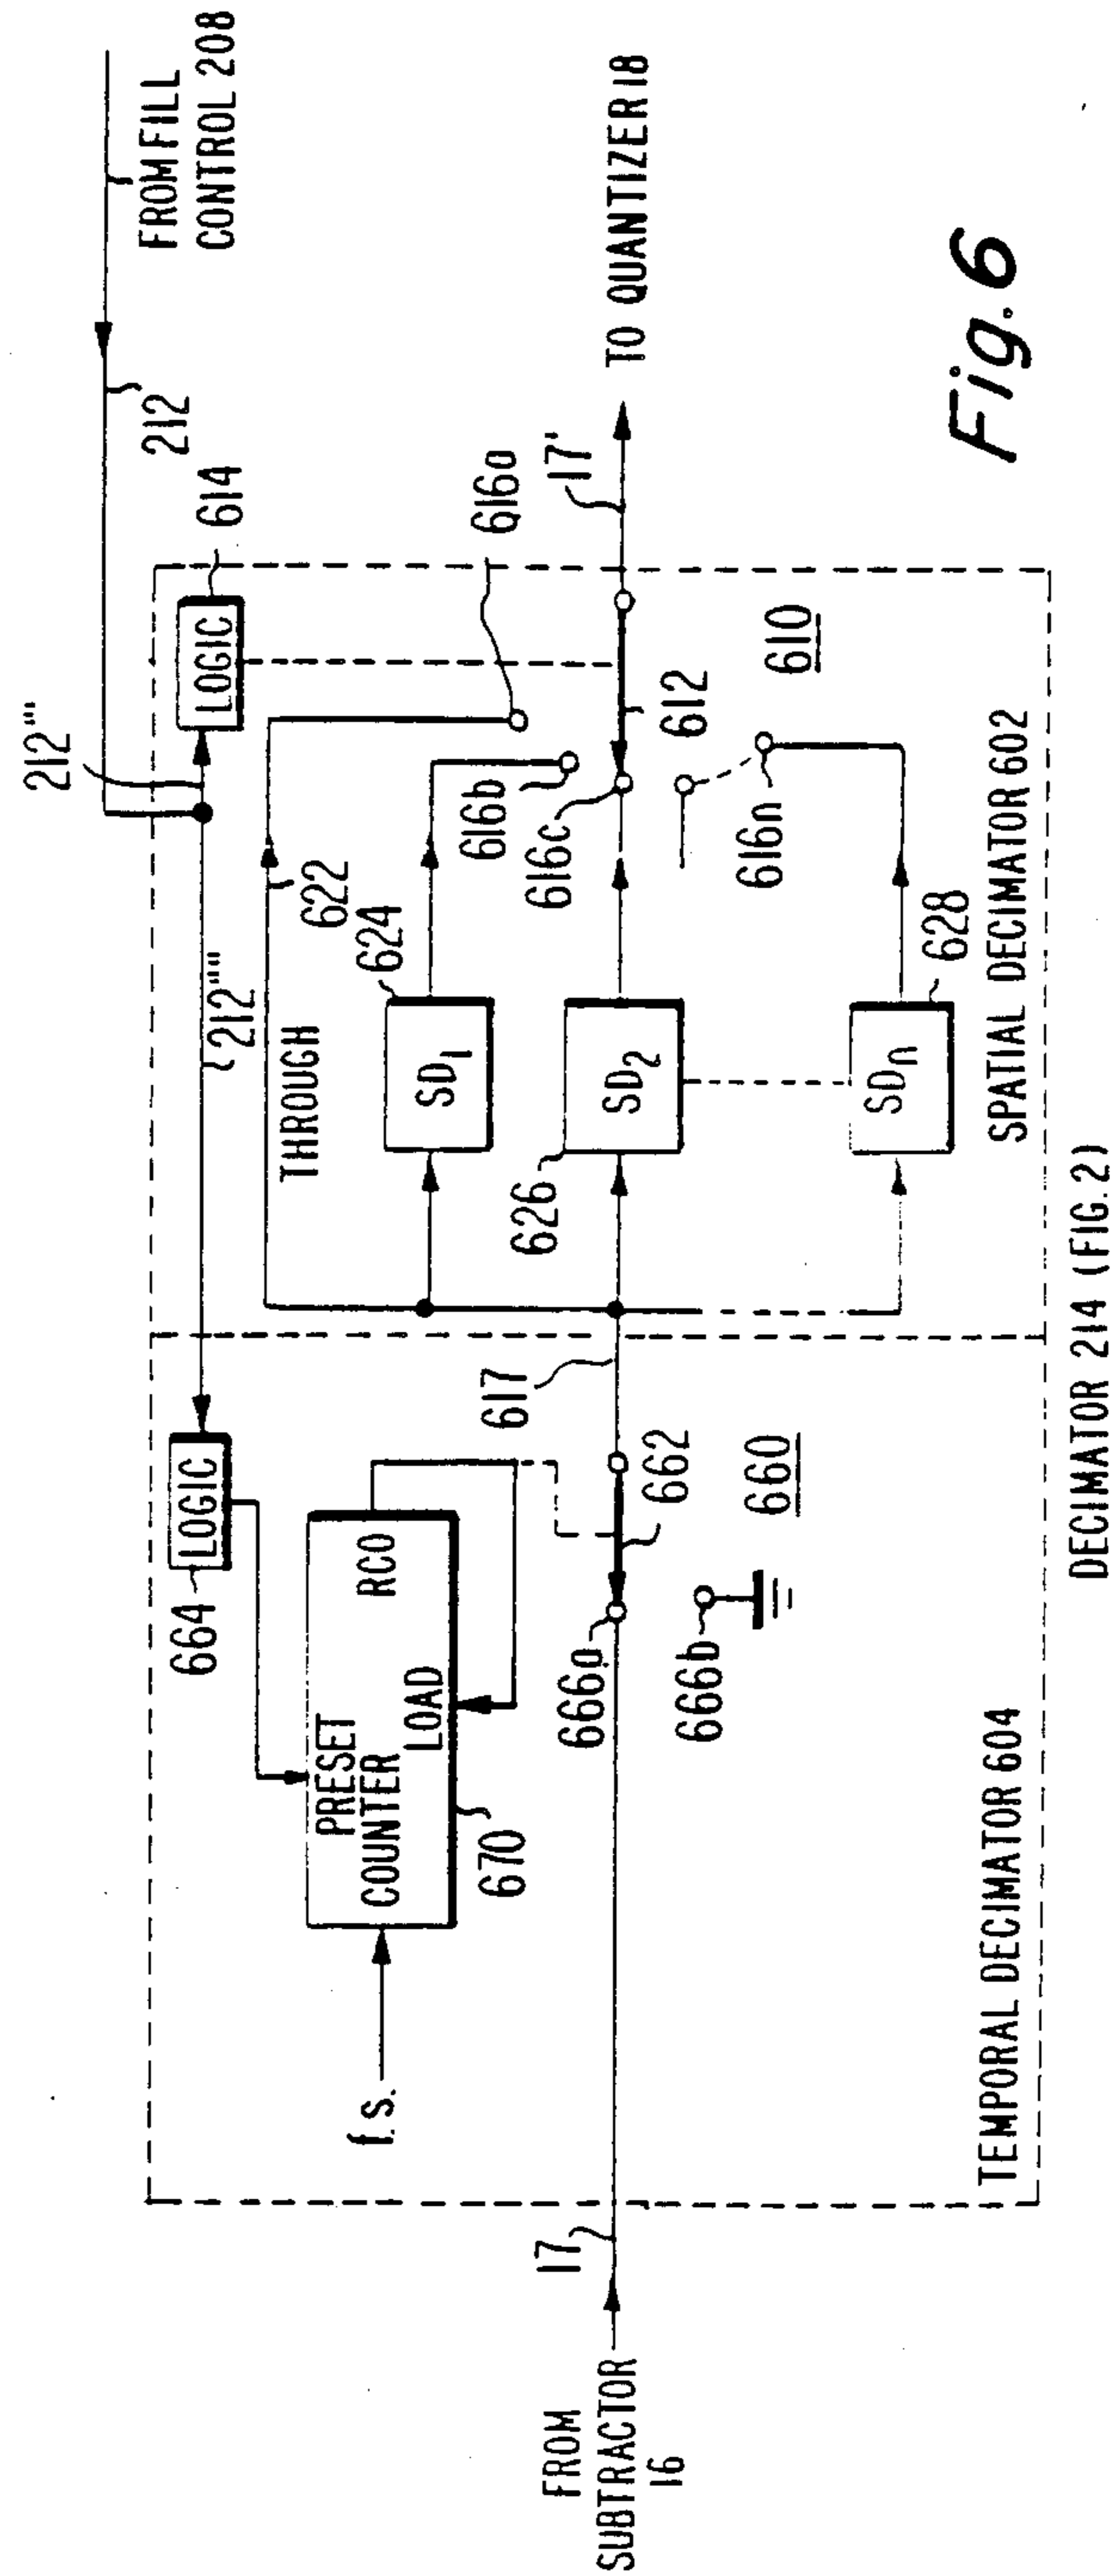 FROM FILL
CONTROL 208
212
212'''
212''''
614
LOGIC
664
LOGIC
THROUGH
622
616a
624
SD1
616b
616c
17'
TO QUANTIZER 18
626
SD2
612
610
616n
628
SDn
SPATIAL DECIMATOR 602
f.s.
PRESET
COUNTER
RCO
LOAD
670
617
662
660
666a
666b
TEMPORAL DECIMATOR 604
17
FROM
SUBTRACTOR
16
DECIMATOR 214 (FIG. 2)
Fig. 6